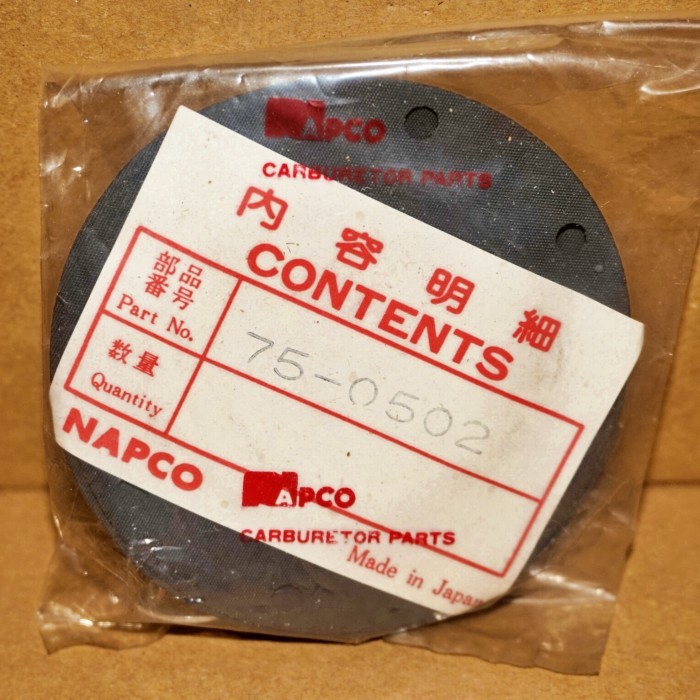 NAPCO
CARBURETOR PARTS
内容明細
CONTENTS
部品
番号
Part No.
75-0502
数量
Quantity
NAPCO
NAPCO
CARBURETOR PARTS
Made in Japan